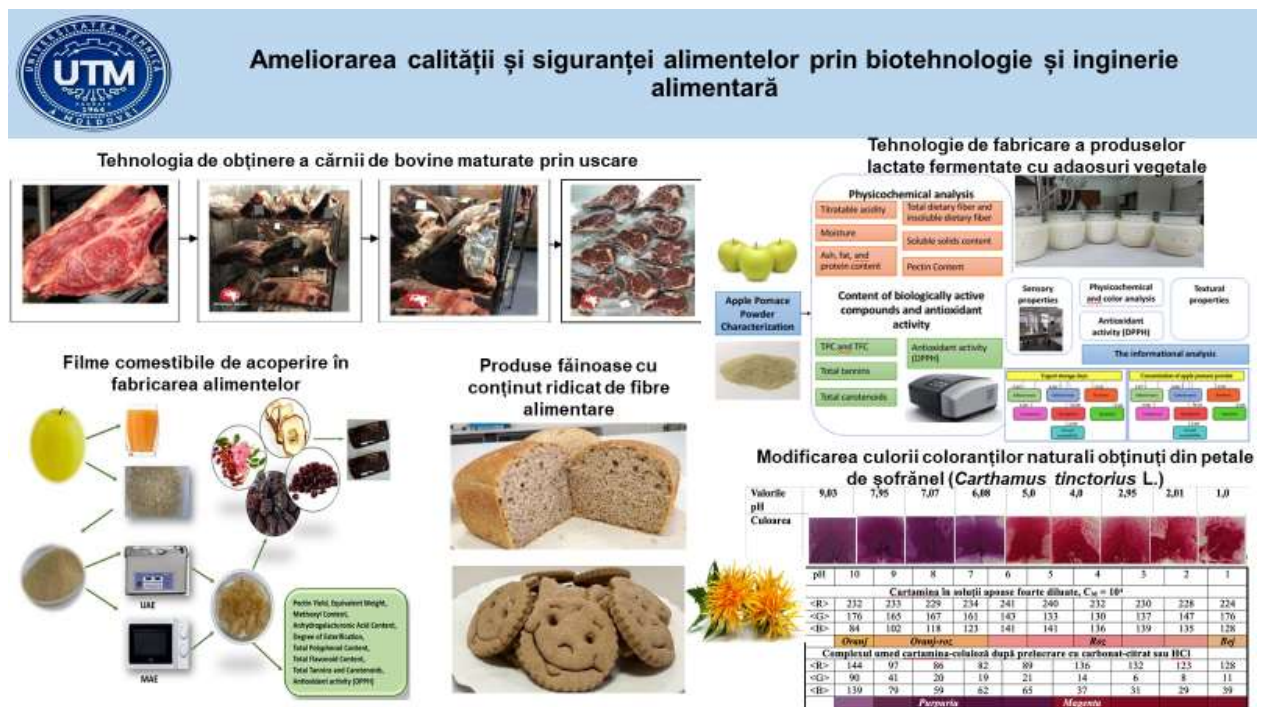 UNIVERSITATEA TEHNICĂ
UTM
1964
A MOLDOVEI
Ameliorarea calității și siguranței alimentelor prin biotehnologie și inginerie
alimentară
Tehnologia de obținere a cărnii de bovine maturate prin uscare
Tehnologie de fabricare a produselor
lactate fermentate cu adaosuri vegetale
Apple Pomace
Powder
Characterization
Physicochemical analysis
Titratable acidity
Moisture
Ash, fat, and
protein content
Total dietary fiber and
insoluble dietary fiber
Soluble solids content
Pectin Content
Content of biologically active
compounds and antioxidant
activity
TPC and TFC
Total tannins
Total carotenoids
Antioxidant activity
(DPPH)
Sensory
properties
Physicochemical
and color analysis
Antioxidant
activity (DPPH)
Textural
properties
The informational analysis
Yogurt storage days
Concentration of apple pomace powder
Filme comestibile de acoperire în
fabricarea alimentelor
UAE
MAE
Pectin Yield, Equivalent Weight,
Methoxyl Content,
Anhydrogalacturonic Acid Content,
Degree of Esterification,
Total Polyphenol Content,
Total Flavonoid Content,
Total Tannins and Carotenoids,
Antioxidant activity (DPPH)
Produse făinoase cu
conținut ridicat de fibre
alimentare
Modificarea culorii coloranților naturali obținuți din petale
de șofrănel (Carthamus tinctorius L.)
Valorile pH 9,03 7,95 7,07 6,08 5,0 4,0 2,95 2,01 1,0
Culoarea
pH 10 9 8 7 6 5 4 3 2 1
Cartamina în soluții apoase foarte diluate,
<R> 232 233 229 234 241 240 232 230 228 224
<G> 176 165 167 161 143 133 130 137 147 176
<B> 84 102 118 123 141 141 136 139 135 128
Oranj Oranj-roz Roz Bej
Complexul umed cartamina-celuloză după prelucrare cu carbonat-citrat sau HCl
<R> 144 97 86 82 89 136 132 123 128
<G> 90 41 20 19 21 14 6 8 11
<B> 139 79 59 62 65 37 31 29 39
Purpuriu Magenta